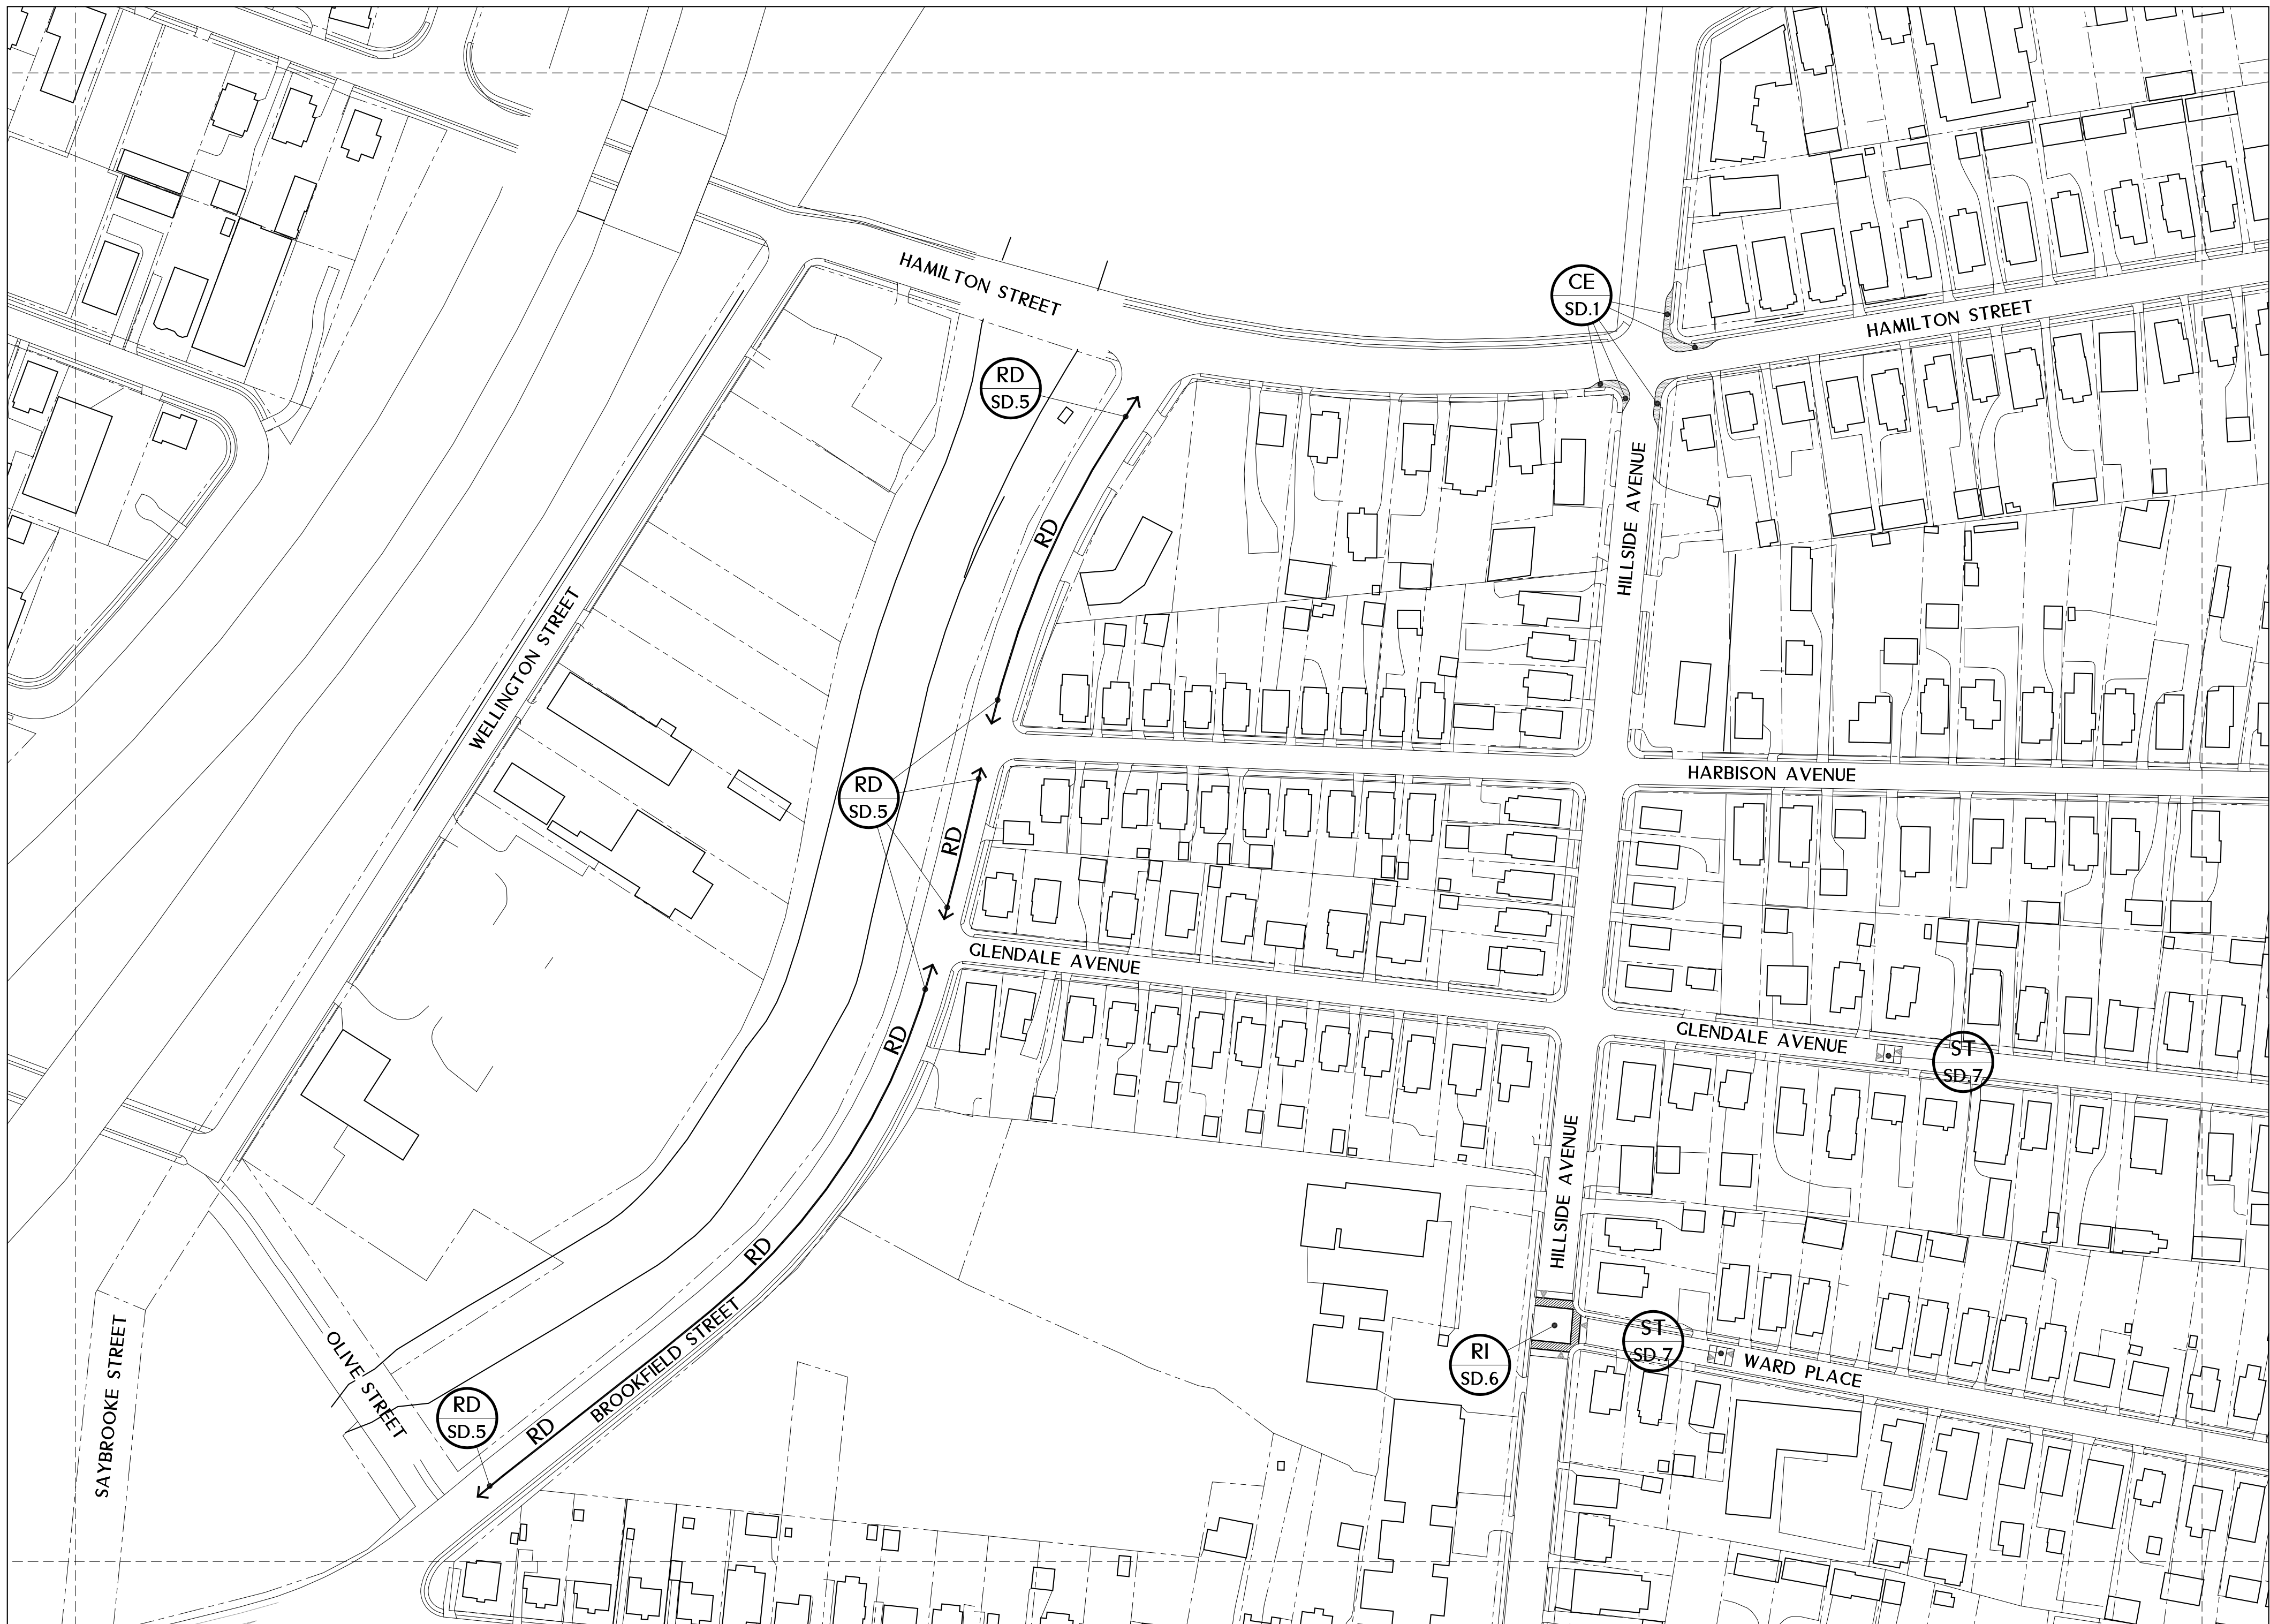 HAMILTON STREET
CE
SD.1
HAMILTON STREET
RD
SD.5
RD
HILLSIDE AVENUE
WELLINGTON STREET
RD
SD.5
HARBISON AVENUE
RD
GLENDALE AVENUE
GLENDALE AVENUE
ST
SD.7
RD
HILLSIDE AVENUE
RD
BROOKFIELD STREET
SAYBROOKE STREET
OLIVE STREET
RI
SD.6
ST
SD.7
WARD PLACE
RD
SD.5
RD